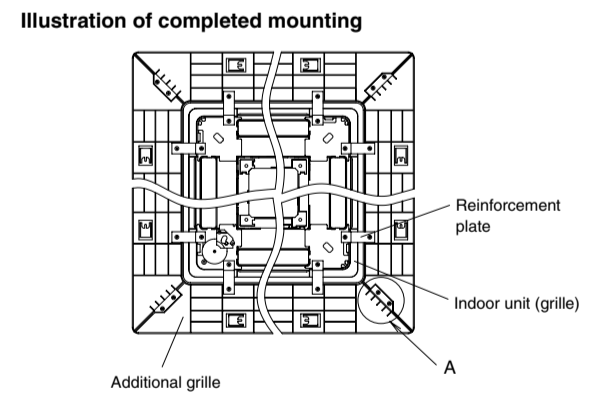 Illustration of completed mounting
Reinforcement
plate
Indoor unit (grille)
A
Additional grille